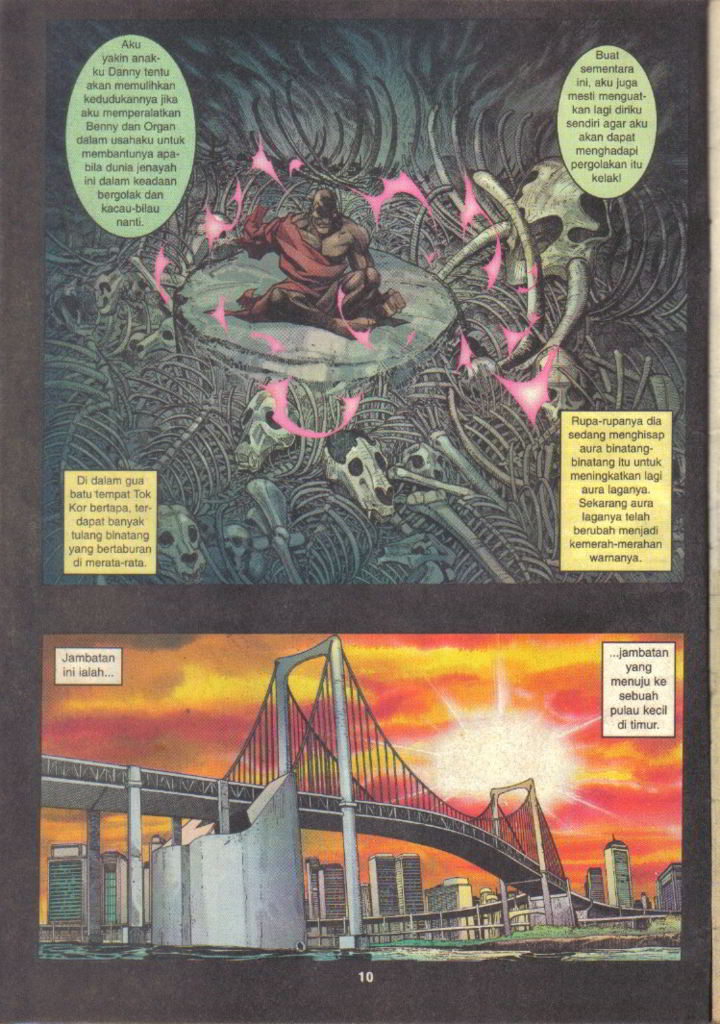 Aku
yakin anak-
ku Danny tentu
akan memulihkan
kedudukannya jika
aku memperalatkan
Benny dan Organ
dalam usahaku untuk
membantunya apa-
bila dunia jenayah
ini dalam keadaan
bergolak dan
kacau-bilau
nanti.
Buat
sementara
ini, aku juga
mesti menguat-
kan lagi diriku
sendiri agar aku
akan dapat
menghadapi
pergolakan itu
kelak!
Di dalam gua
batu tempat Tok
Kor bertapa, ter-
dapat banyak
tulang binatang
yang bertaburan
di merata-rata.
Rupa-rupanya dia
sedang menghisap
aura binatang-
binatang itu untuk
meningkatkan lagi
aura laganya.
Sekarang aura
laganya telah
berubah menjadi
kemerah-merahan
warnanya.
Jambatan
ini ialah...
...jambatan
yang
menuju ke
sebuah
pulau kecil
di timur.
10